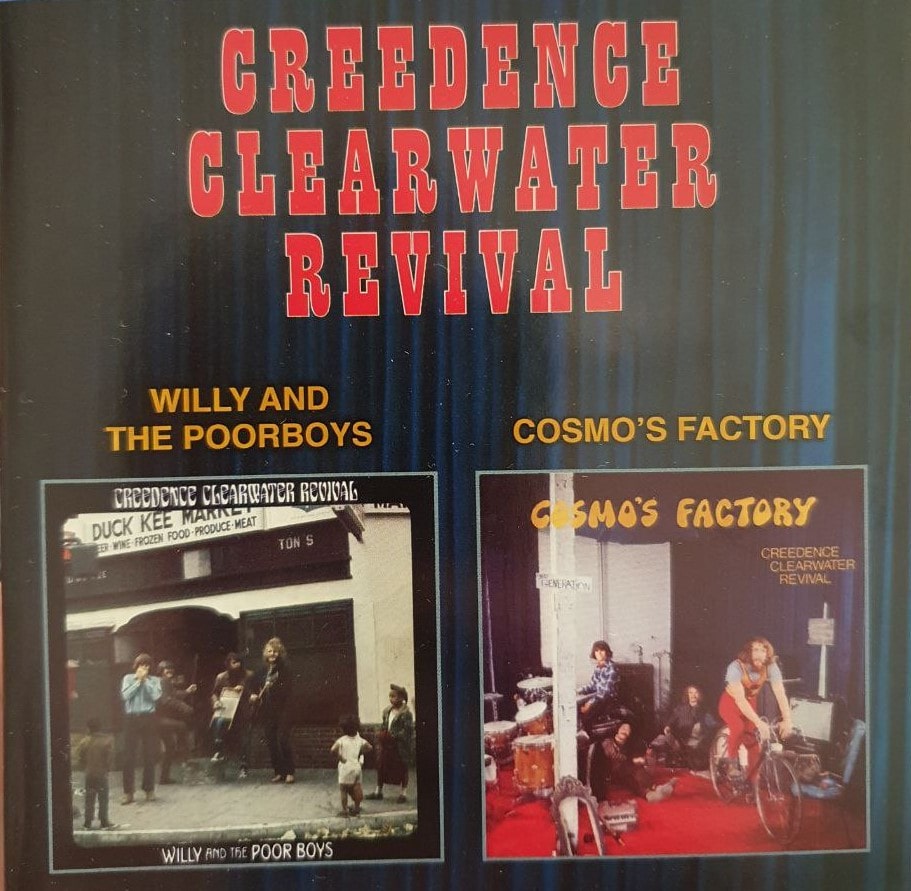 CREEDENCE
CLEARWATER
REVIVAL
WILLY AND
THE POORBOYS
COSMO'S FACTORY
CREEDENCE CLEARWATER REVIVAL
DUCK KEE MARKET
WINE·FROZEN FOOD·PRODUCE·MEAT
TON S
WILLY AND THE POOR BOYS
COSMO'S FACTORY
CREEDENCE
CLEARWATER
REVIVAL
GENERATION